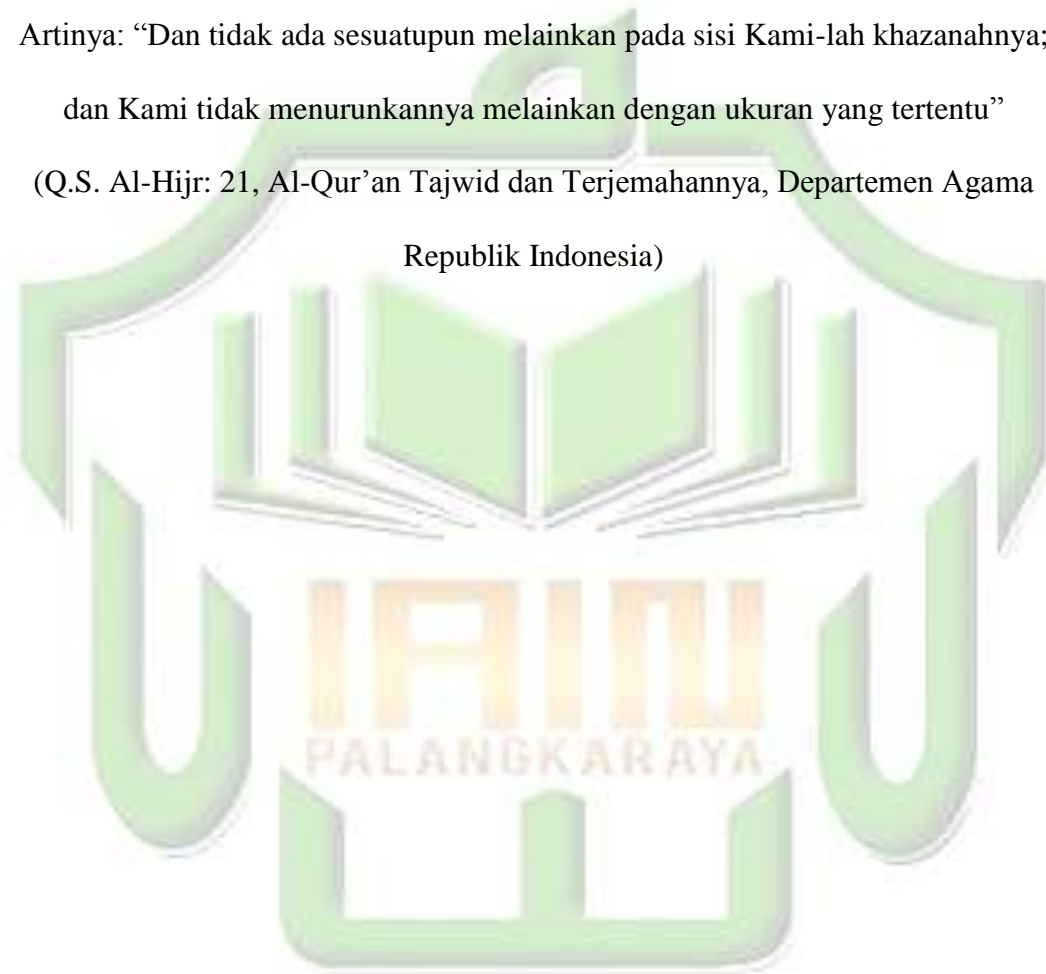 Artinya: “Dan tidak ada sesuatupun melainkan pada sisi Kami-lah khazanahnya;
dan Kami tidak menurunkannya melainkan dengan ukuran yang tertentu”
(Q.S. Al-Hijr: 21, Al-Qur’an Tajwid dan Terjemahannya, Departemen Agama
Republik Indonesia)
IAIN
PALANGKARAYA